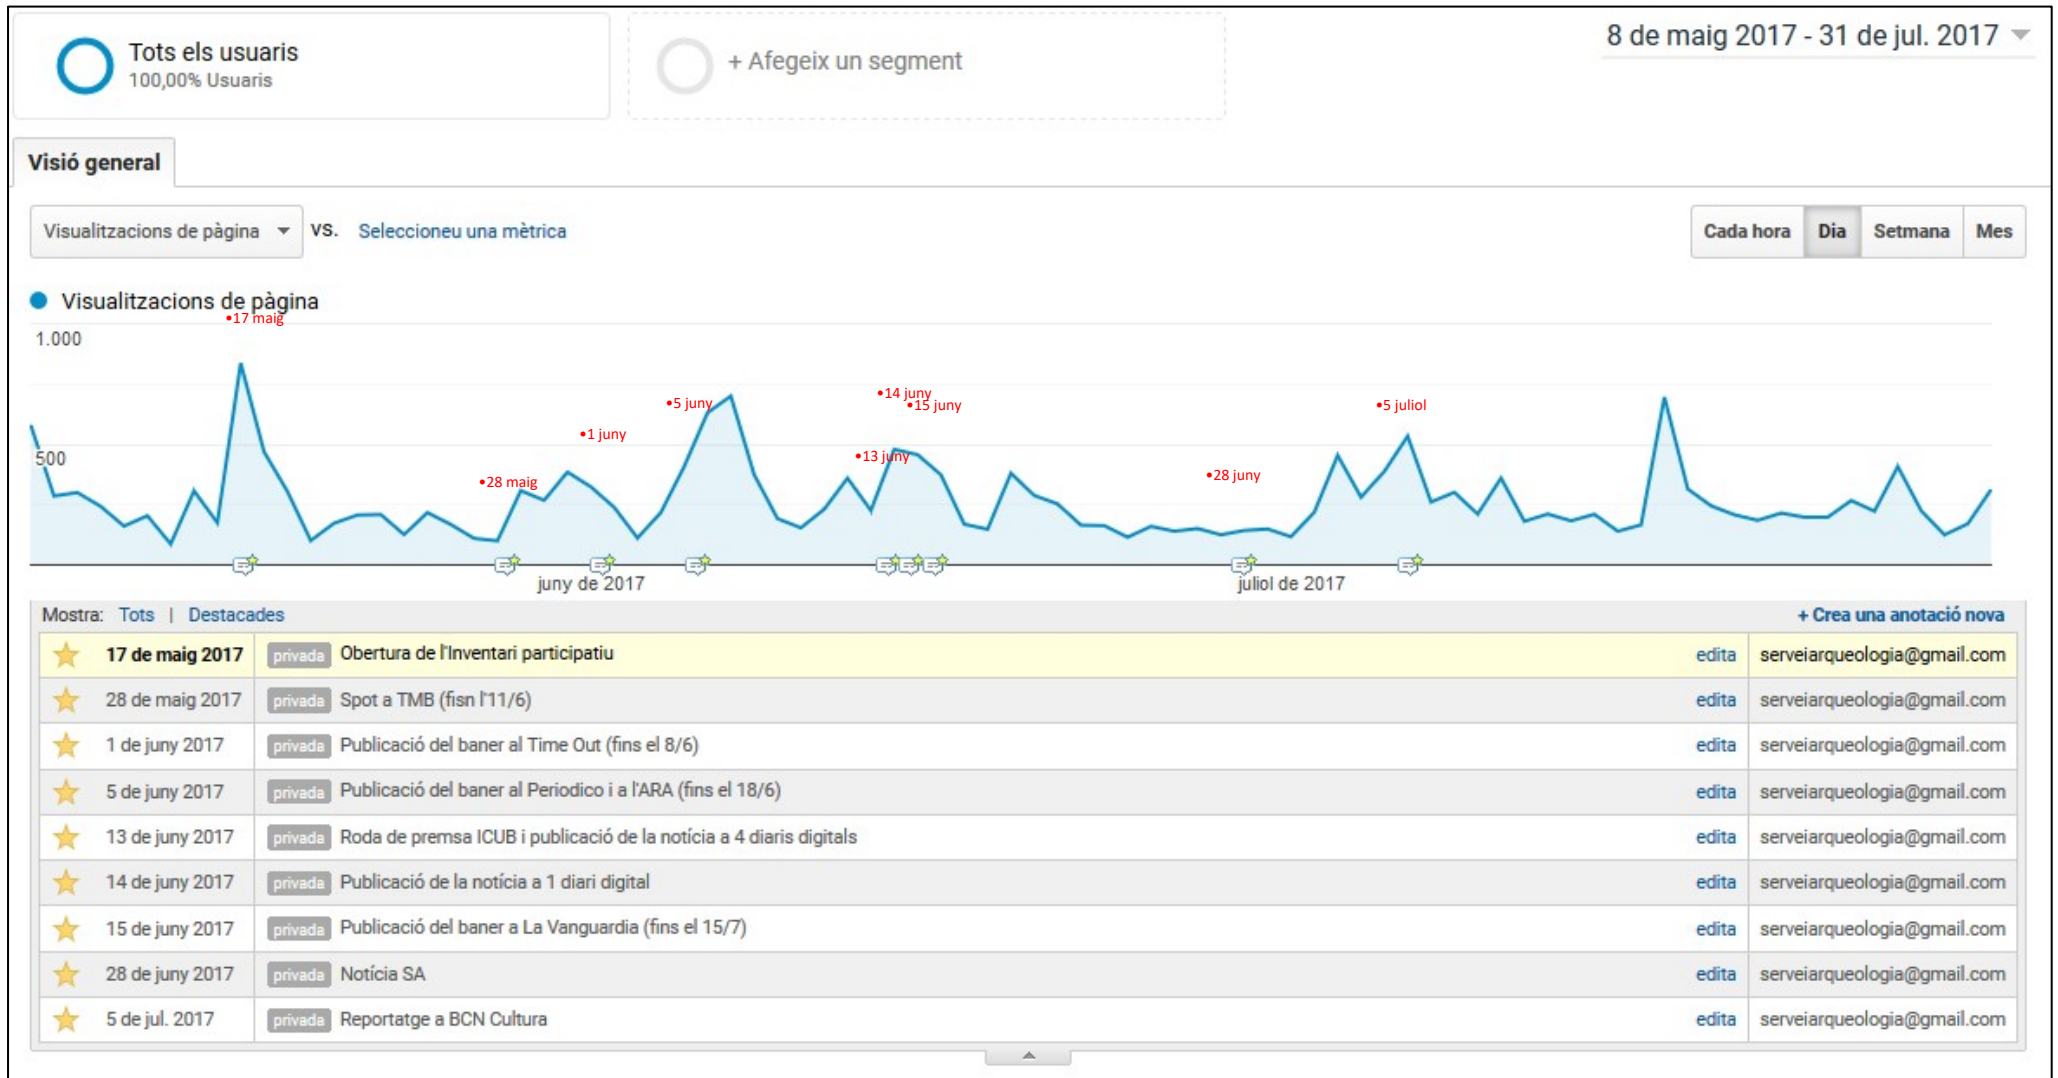 Tots els usuaris
100,00% Usuaris
+ Afegeix un segment
8 de maig 2017 - 31 de jul. 2017
Visió general
Visualitzacions de pàgina VS. Seleccioneu una mètrica
Cada hora Dia Setmana Mes
Visualitzacions de pàgina
•17 maig
1.000
•14 juny
•5 juny
•15 juny
•5 juliol
•1 juny
500
•13 juny
•28 juny
•28 maig
juny de 2017
juliol de 2017
Mostra: Tots | Destacades + Crea una anotació nova
17 de maig 2017 privada Obertura de l'Inventari participatiu edita serveiarqueologia@gmail.com
28 de maig 2017 privada Spot a TMB (fisn l'11/6) edita serveiarqueologia@gmail.com
1 de juny 2017 privada Publicació del baner al Time Out (fins el 8/6) edita serveiarqueologia@gmail.com
5 de juny 2017 privada Publicació del baner al Periodico i a l'ARA (fins el 18/6) edita serveiarqueologia@gmail.com
13 de juny 2017 privada Roda de premsa ICUB i publicació de la notícia a 4 diaris digitals edita serveiarqueologia@gmail.com
14 de juny 2017 privada Publicació de la notícia a 1 diari digital edita serveiarqueologia@gmail.com
15 de juny 2017 privada Publicació del baner a La Vanguardia (fins el 15/7) edita serveiarqueologia@gmail.com
28 de juny 2017 privada Notícia SA edita serveiarqueologia@gmail.com
5 de jul. 2017 privada Reportatge a BCN Cultura edita serveiarqueologia@gmail.com